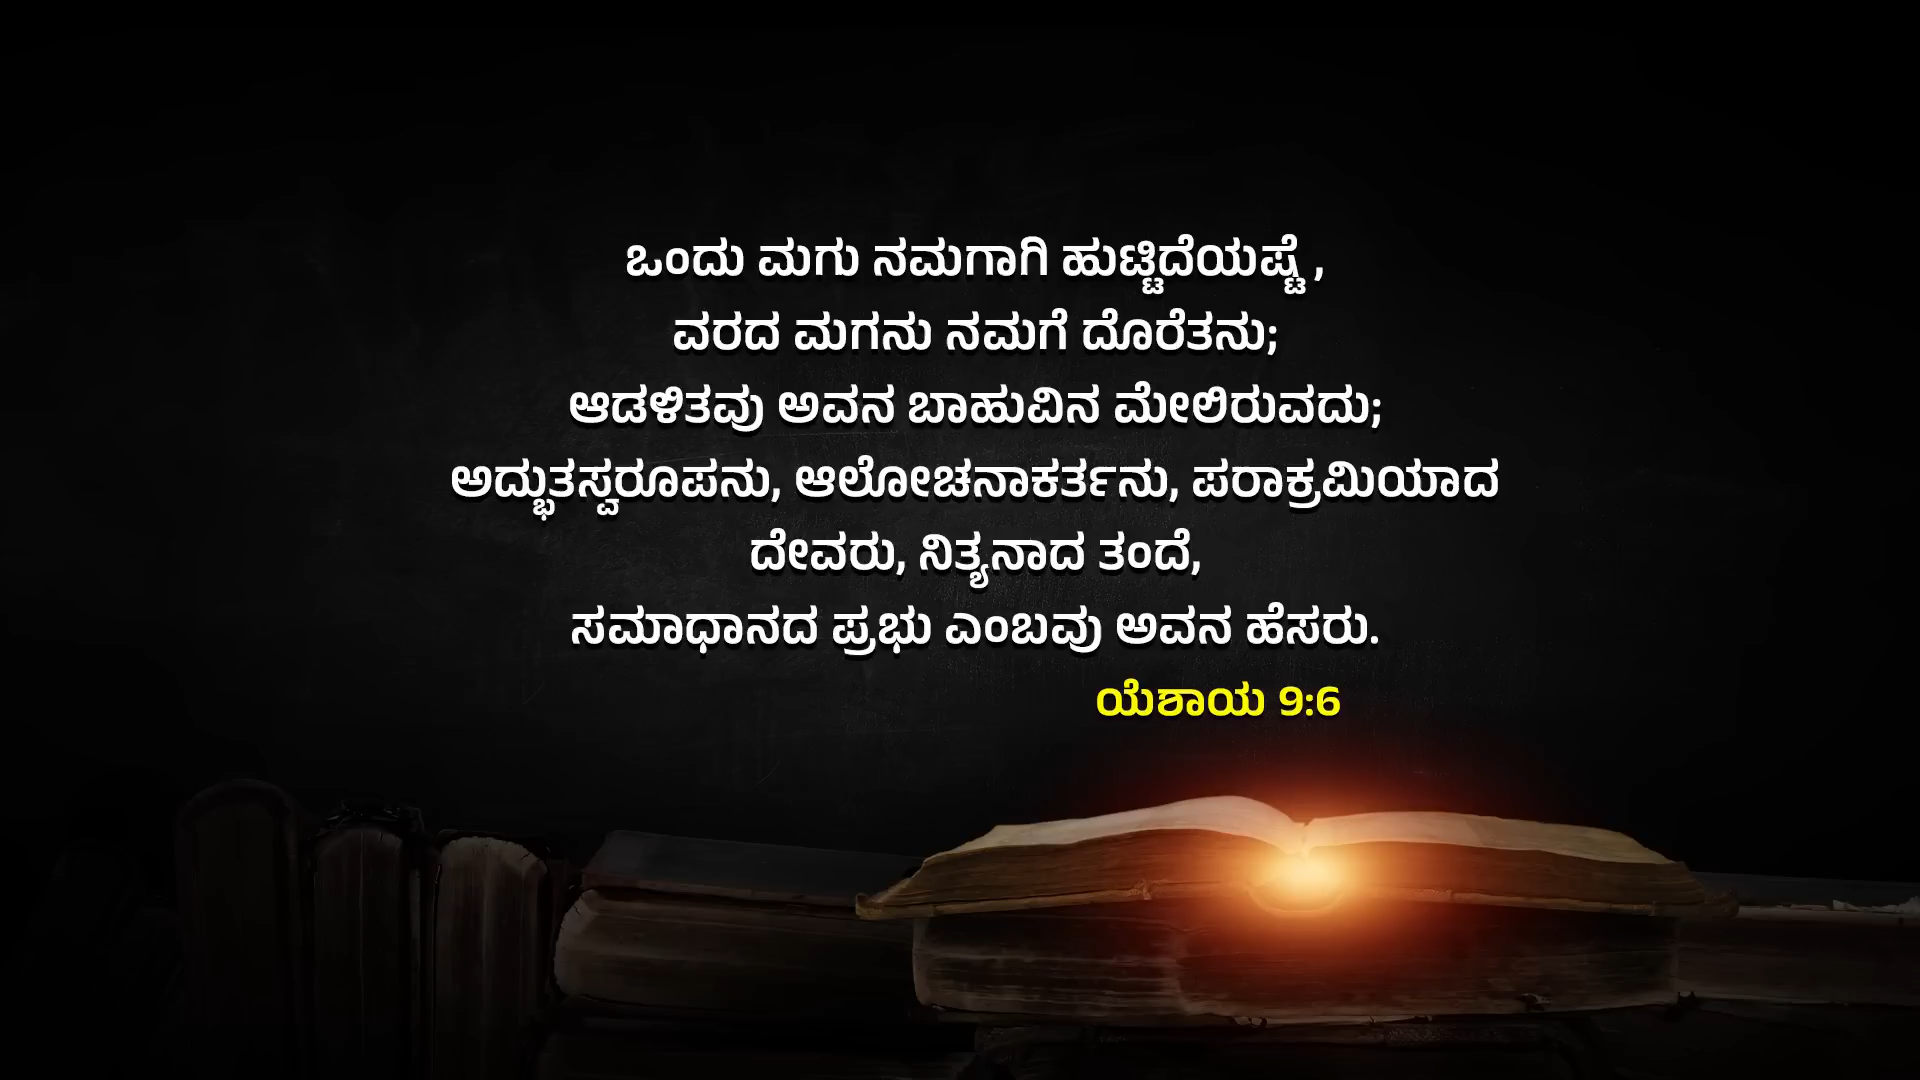 ಒಂದು ಮಗು ನಮಗಾಗಿ ಹುಟ್ಟಿದೆಯಷ್ಟೆ ,
ವರದ ಮಗನು ನಮಗೆ ದೊರೆತನು;
ಆಡಳಿತವು ಅವನ ಬಾಹುವಿನ ಮೇಲಿರುವದು;
ಅದ್ಭುತಸ್ವರೂಪನು, ಆಲೋಚನಾಕರ್ತನು, ಪರಾಕ್ರಮಿಯಾದ
ದೇವರು, ನಿತ್ಯನಾದ ತಂದೆ,
ಸಮಾಧಾನದ ಪ್ರಭು ಎಂಬವು ಅವನ ಹೆಸರು.
ಯೆಶಾಯ 9:6